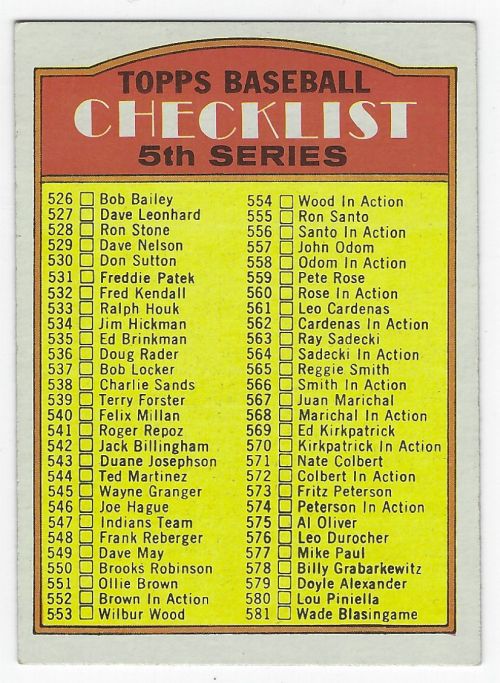 TOPPS BASEBALL
CHECKLIST
5th SERIES
526 Bob Bailey
527 Dave Leonhard
528 Ron Stone
529 Dave Nelson
530 Don Sutton
531 Freddie Patek
532 Fred Kendall
533 Ralph Houk
534 Jim Hickman
535 Ed Brinkman
536 Doug Rader
537 Bob Locker
538 Charlie Sands
539 Terry Forster
540 Felix Millan
541 Roger Repoz
542 Jack Billingham
543 Duane Josephson
544 Ted Martinez
545 Wayne Granger
546 Joe Hague
547 Indians Team
548 Frank Reberger
549 Dave May
550 Brooks Robinson
551 Ollie Brown
552 Brown In Action
553 Wilbur Wood
554 Wood In Action
555 Ron Santo
556 Santo In Action
557 John Odom
558 Odom In Action
559 Pete Rose
560 Rose In Action
561 Leo Cardenas
562 Cardenas In Action
563 Ray Sadecki
564 Sadecki In Action
565 Reggie Smith
566 Smith In Action
567 Juan Marichal
568 Marichal In Action
569 Ed Kirkpatrick
570 Kirkpatrick In Action
571 Nate Colbert
572 Colbert In Action
573 Fritz Peterson
574 Peterson In Action
575 Al Oliver
576 Leo Durocher
577 Mike Paul
578 Billy Grabarkewitz
579 Doyle Alexander
580 Lou Piniella
581 Wade Blasingame